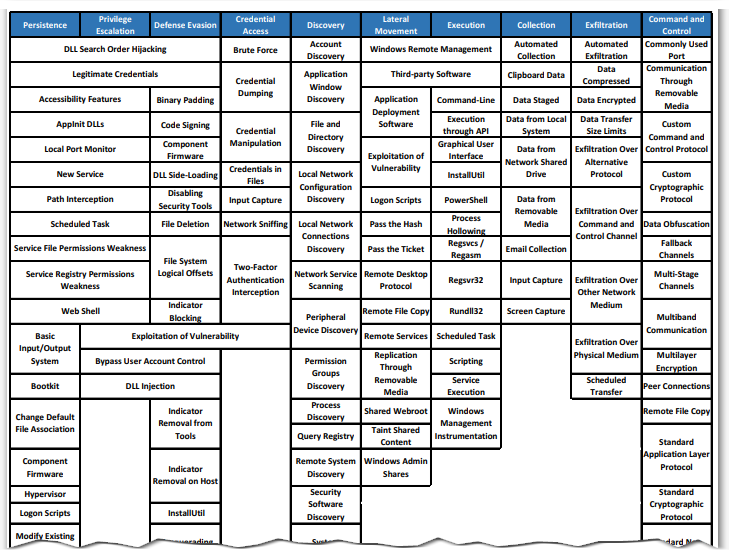 Persistence
Privilege
Escalation
Defense Evasion
Credential
Access
Discovery
Lateral
Movement
Execution
Collection
Exfiltration
Command and
Control
DLL Search Order Hijacking
Brute Force
Account
Discovery
Windows Remote Management
Automated
Collection
Automated
Exfiltration
Commonly Used
Port
Legitimate Credentials
Credential
Dumping
Application
Window
Discovery
Third-party Software
Clipboard Data
Data
Compressed
Communication
Through
Removable
Media
Accessibility Features
Binary Padding
Application
Deployment
Software
Command-Line
Data Staged
Data Encrypted
AppInit DLLs
Code Signing
Credential
Manipulation
File and
Directory
Discovery
Execution
through API
Data from Local
System
Data Transfer
Size Limits
Custom
Command and
Control Protocol
Local Port Monitor
Component
Firmware
Exploitation of
Vulnerability
Graphical User
Interface
Data from
Network Shared
Drive
Exfiltration Over
Alternative
Protocol
New Service
DLL Side-Loading
Credentials in
Files
Local Network
Configuration
Discovery
InstallUtil
Custom
Cryptographic
Protocol
Path Interception
Disabling
Security Tools
Input Capture
Logon Scripts
PowerShell
Data from
Removable
Media
Exfiltration Over
Command and
Control Channel
Scheduled Task
File Deletion
Network Sniffing
Local Network
Connections
Discovery
Pass the Hash
Process
Hollowing
Data Obfuscation
Service File Permissions Weakness
File System
Logical Offsets
Two-Factor
Authentication
Interception
Pass the Ticket
Regsvcs /
Regasm
Email Collection
Fallback
Channels
Service Registry Permissions
Weakness
Network Service
Scanning
Remote Desktop
Protocol
Regsvr32
Input Capture
Exfiltration Over
Other Network
Medium
Multi-Stage
Channels
Web Shell
Indicator
Blocking
Peripheral
Device Discovery
Remote File Copy
Rundll32
Screen Capture
Multiband
Communication
Basic
Input/Output
System
Exploitation of Vulnerability
Remote Services
Scheduled Task
Exfiltration Over
Physical Medium
Bypass User Account Control
Permission
Groups
Discovery
Replication
Through
Removable
Media
Scripting
Multilayer
Encryption
Bootkit
DLL Injection
Service
Execution
Scheduled
Transfer
Peer Connections
Change Default
File Association
Indicator
Removal from
Tools
Process
Discovery
Shared Webroot
Windows
Management
Instrumentation
Remote File Copy
Query Registry
Taint Shared
Content
Standard
Application Layer
Protocol
Component
Firmware
Indicator
Removal on Host
Remote System
Discovery
Windows Admin
Shares
Hypervisor
Security
Software
Discovery
Standard
Cryptographic
Protocol
Logon Scripts
InstallUtil
Modify Existing